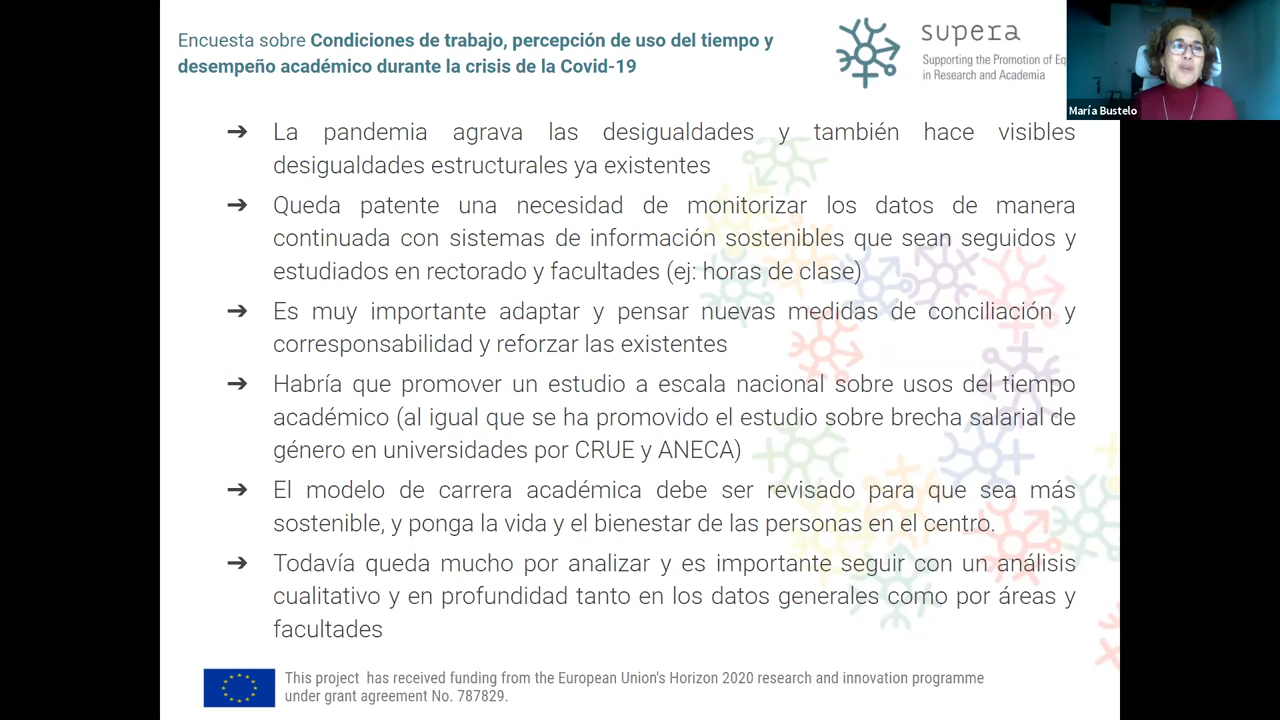 Encuesta sobre Condiciones de trabajo, percepción de uso del tiempo y
desempeño académico durante la crisis de la Covid-19
supera
Supporting the Promotion of Eq
in Research and Academia
María Bustelo
➔ La pandemia agrava las desigualdades y también hace visibles
desigualdades estructurales ya existentes
➔ Queda patente una necesidad de monitorizar los datos de manera
continuada con sistemas de información sostenibles que sean seguidos y
estudiados en rectorado y facultades (ej: horas de clase)
➔ Es muy importante adaptar y pensar nuevas medidas de conciliación y
corresponsabilidad y reforzar las existentes
➔ Habría que promover un estudio a escala nacional sobre usos del tiempo
académico (al igual que se ha promovido el estudio sobre brecha salarial de
género en universidades por CRUE y ANECA)
➔ El modelo de carrera académica debe ser revisado para que sea más
sostenible, y ponga la vida y el bienestar de las personas en el centro.
➔ Todavía queda mucho por analizar y es importante seguir con un análisis
cualitativo y en profundidad tanto en los datos generales como por áreas y
facultades
This project has received funding from the European Union's Horizon 2020 research and innovation programme
under grant agreement No. 787829.